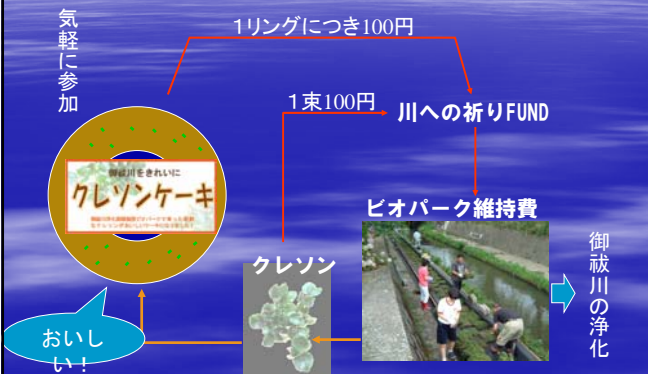 気軽に参加
1リングにつき100円
1束100円
川への祈りFUND
御祓川をきれいに
クレソンケーキ
ビオパーク維持費
クレソン
御祓川の浄化
おいし
い!